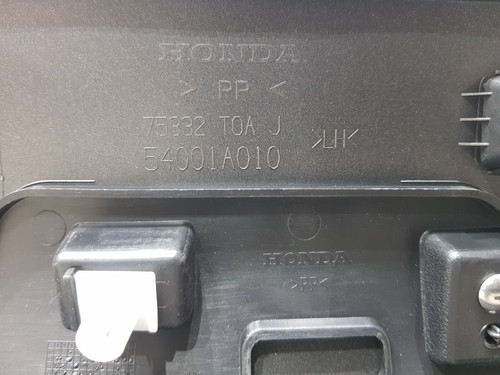 HONDA
> PP <
75332 T0A J >LH<
54001A010
HONDA
>PP<